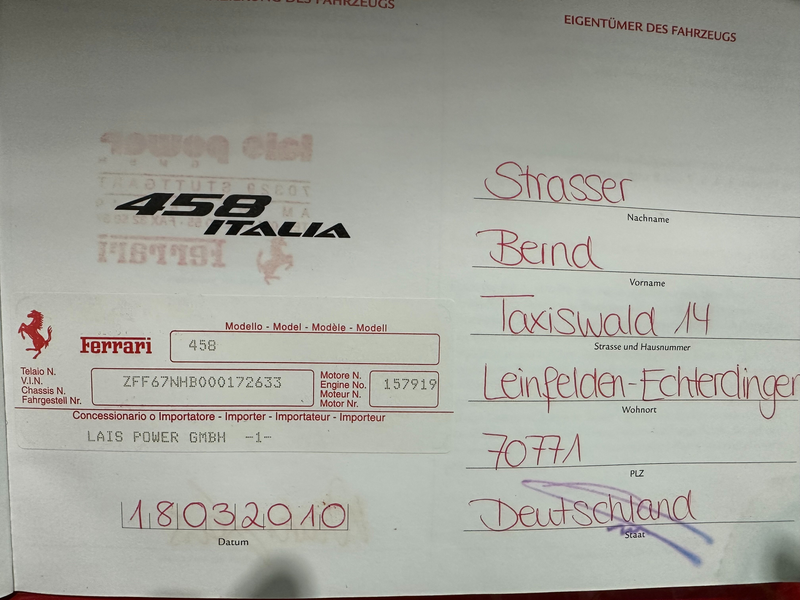 DES FAHRZEUGS
458
ITALIA
Ferrari
Modello - Model - Modèle - Modell
458
Telaio N.
V.I.N.
Chassis N.
Fahrgestell Nr.
ZFF67NHB000172633
Motore N.
Engine No.
Moteur N.
Motor Nr.
157919
Concessionario o Importatore - Importer - Importateur - Importeur
LAIS POWER GMBH -1-
18032010
Datum
EIGENTÜMER DES FAHRZEUGS
Strasser
Nachname
Bernd
Vorname
Taxiswald 14
Strasse und Hausnummer
Leinfelden-Echterdingen
Wohnort
70771
PLZ
Deutschland
Staat